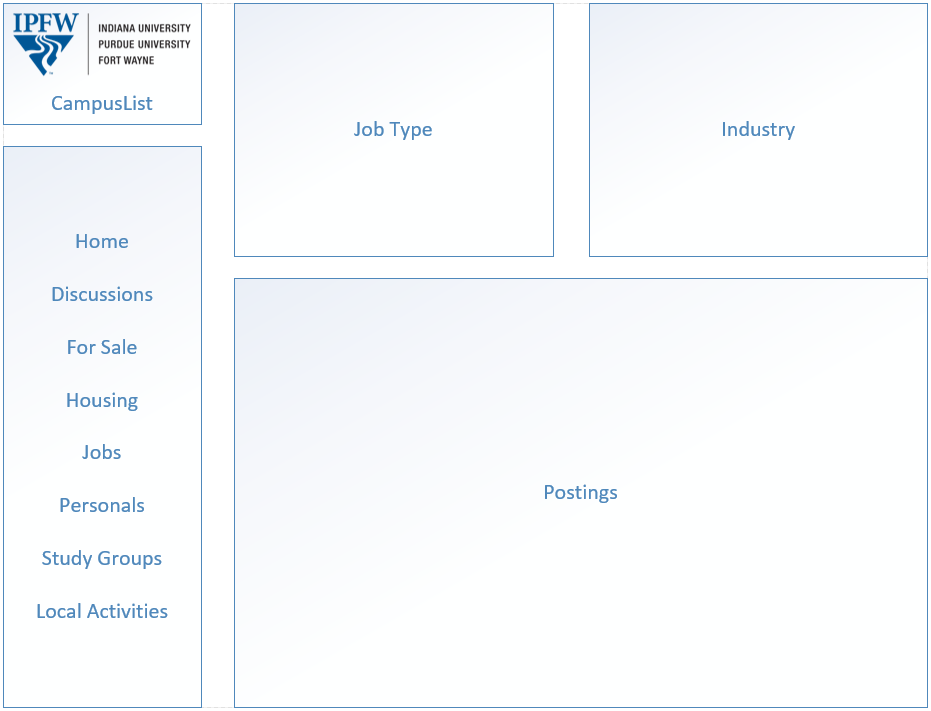 IPFW
INDIANA UNIVERSITY
PURDUE UNIVERSITY
FORT WAYNE
CampusList
Home
Discussions
For Sale
Housing
Jobs
Personals
Study Groups
Local Activities
Job Type
Industry
Postings